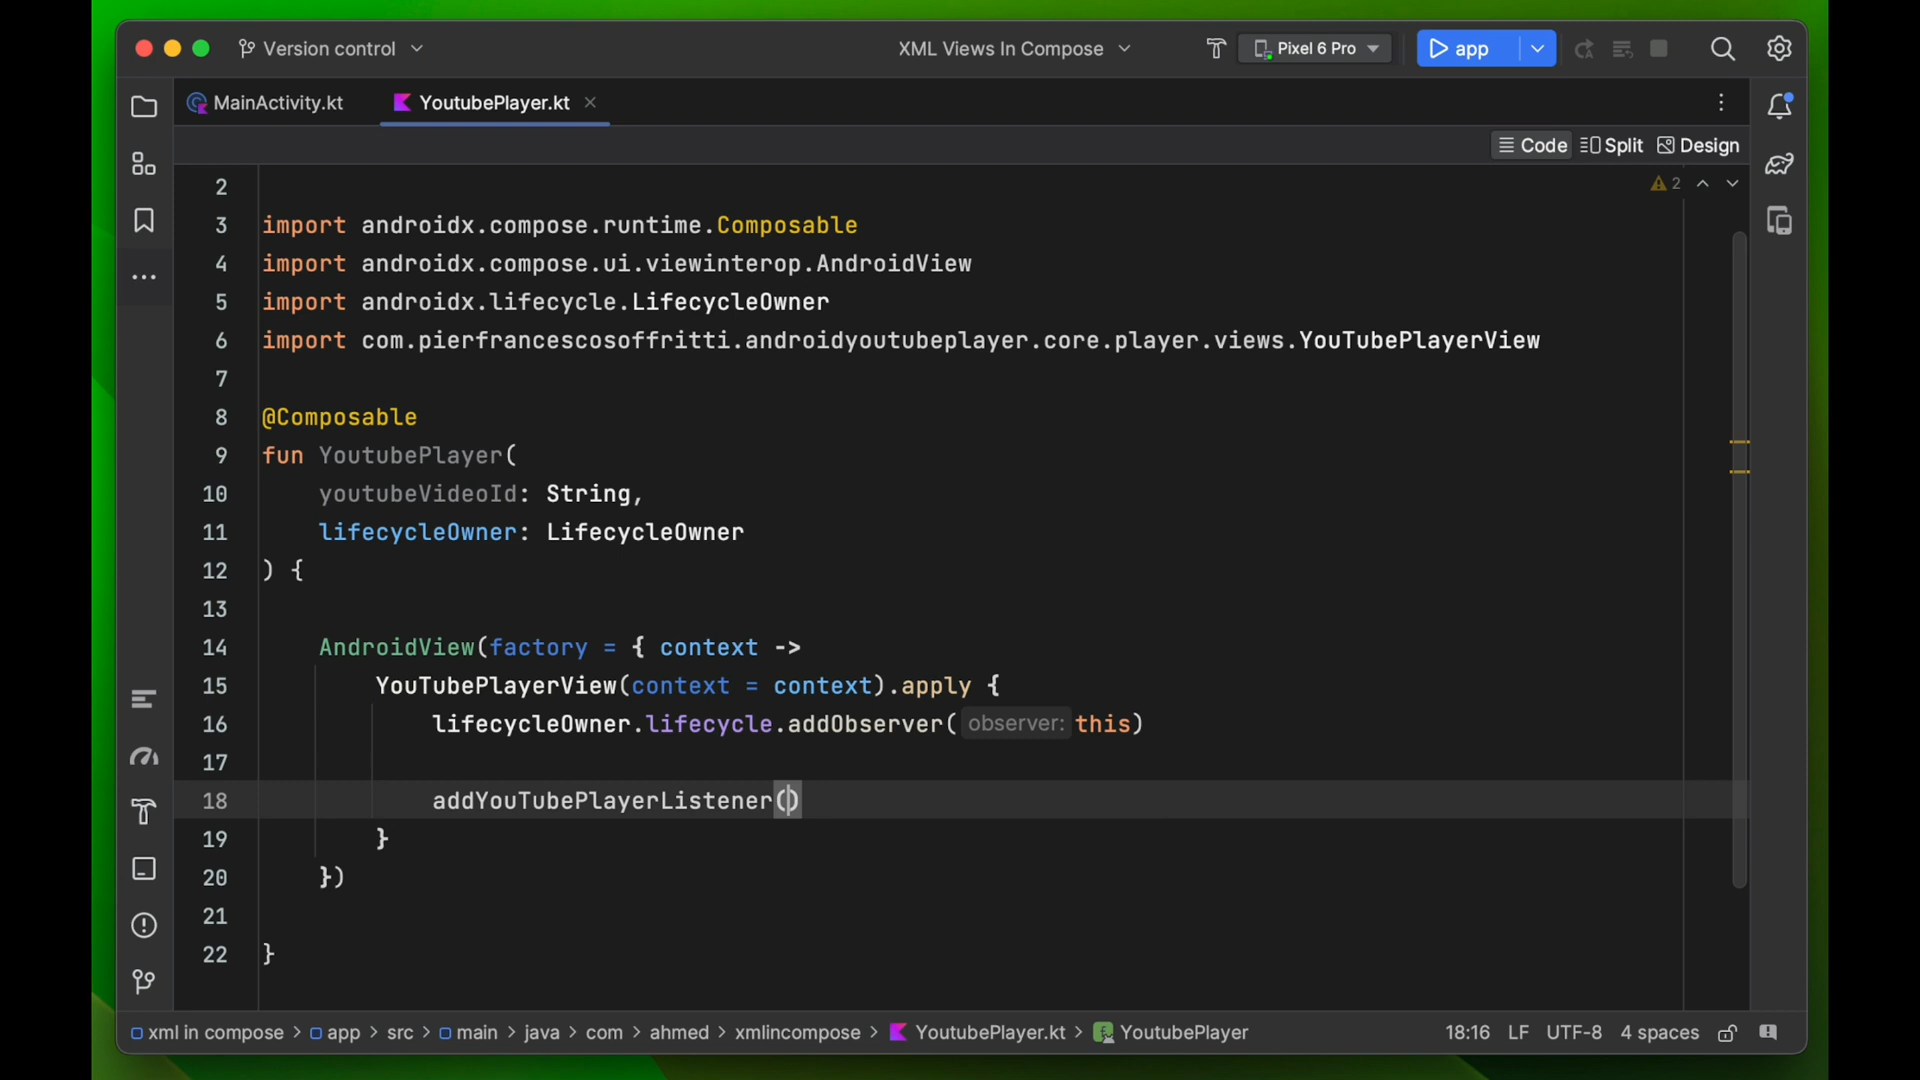 Version control
XML Views In Compose
Pixel 6 Pro
app
MainActivity.kt
YoutubePlayer.kt
Code
Split
Design
2
2
3 import androidx.compose.runtime.Composable
4 import androidx.compose.ui.viewinterop.AndroidView
5 import androidx.lifecycle.LifecycleOwner
6 import com.pierfrancescosoffritti.androidyoutubeplayer.core.player.views.YouTubePlayerView
7
8 @Composable
9 fun YoutubePlayer(
10 youtubeVideoId: String,
11 lifecycleOwner: LifecycleOwner
12 ) {
13
14 AndroidView(factory = { context ->
15 YouTubePlayerView(context = context).apply {
16 lifecycleOwner.lifecycle.addObserver( observer: this)
17
18 addYouTubePlayerListener()
19 }
20 })
21
22 }
xml in compose > app > src > main > java > com > ahmed > xmlincompose > YoutubePlayer.kt > YoutubePlayer
18:16 LF UTF-8 4 spaces